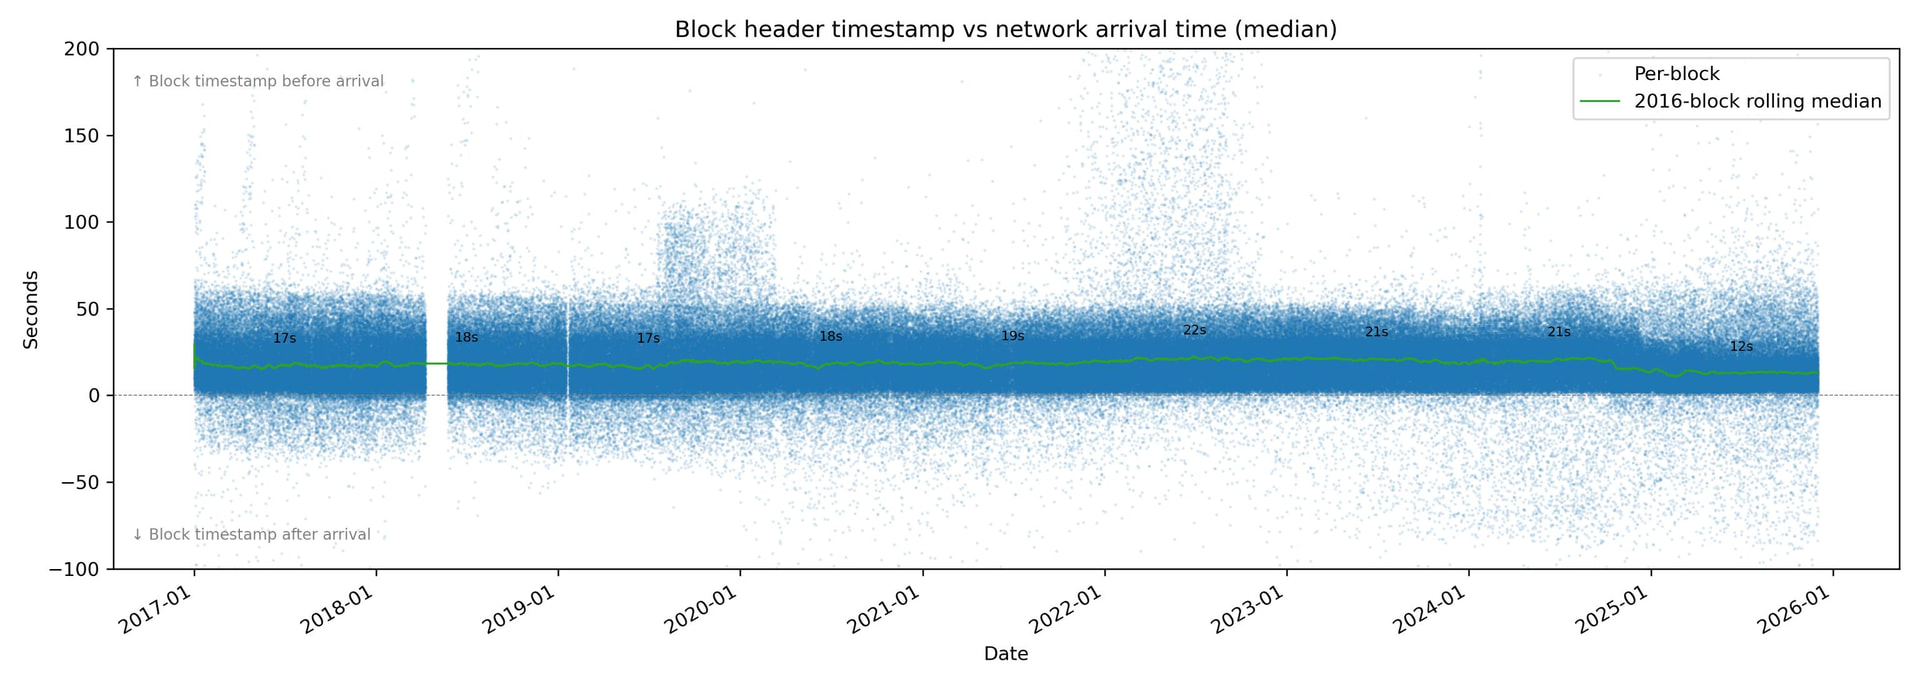 Block header timestamp vs network arrival time (median)
200
150
100
50
0
−50
−100
Seconds
↑ Block timestamp before arrival
↓ Block timestamp after arrival
Per-block
2016-block rolling median
17s
18s
17s
18s
19s
22s
21s
21s
12s
2017-01
2018-01
2019-01
2020-01
2021-01
2022-01
2023-01
2024-01
2025-01
2026-01
Date